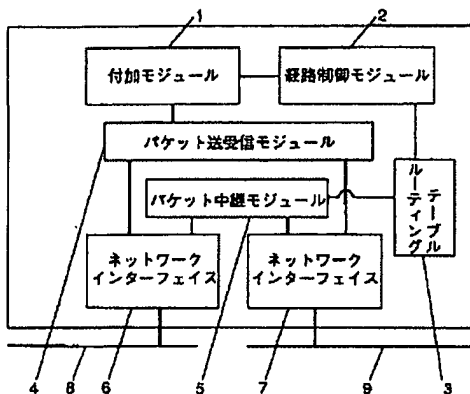 1
2
付加モジュール
経路制御モジュール
パケット送受信モジュール
パケット中継モジュール
ルーティング
テーブル
ネットワーク
インターフェイス
ネットワーク
インターフェイス
4
8
6
5
7
9
3